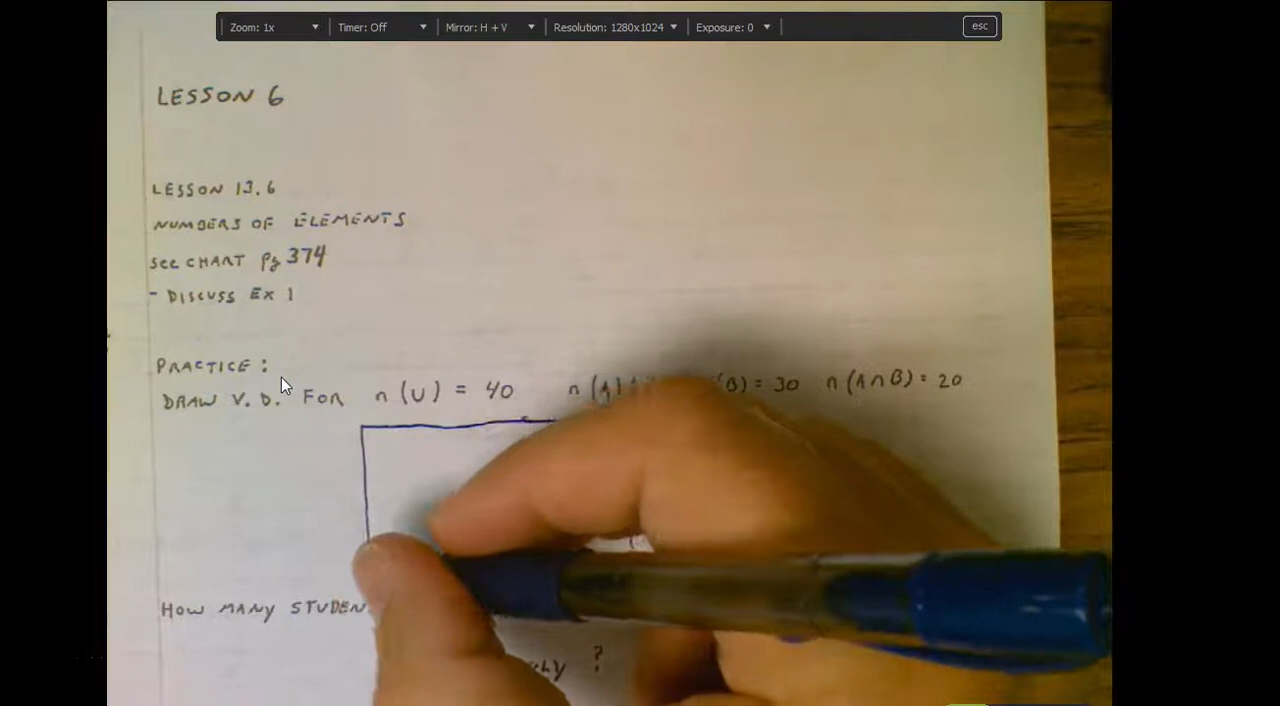 Zoom: 1x Timer: Off Mirror: H + V Resolution: 1280x1024 Exposure: 0 esc
LESSON 6
LESSON 13.6
NUMBERS OF ELEMENTS
SEE CHART Pg 374
- DISCUSS EX 1
PRACTICE :
DRAW V. D. FOR n(U) = 40 n(A) (B) = 30 n(A∩B) = 20
HOW MANY
?